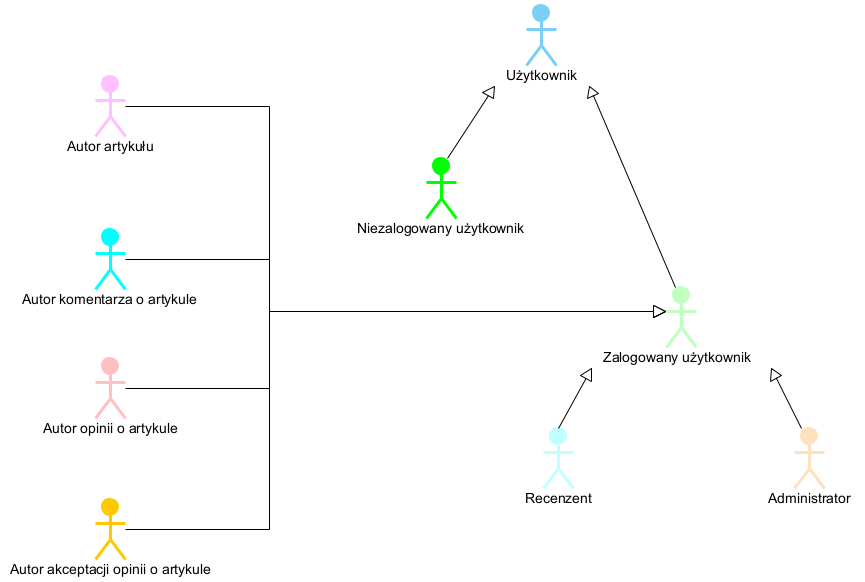 Użytkownik
Autor artykułu
Niezalogowany użytkownik
Autor komentarza o artykule
Zalogowany użytkownik
Autor opinii o artykule
Recenzent
Administrator
Autor akceptacji opinii o artykule